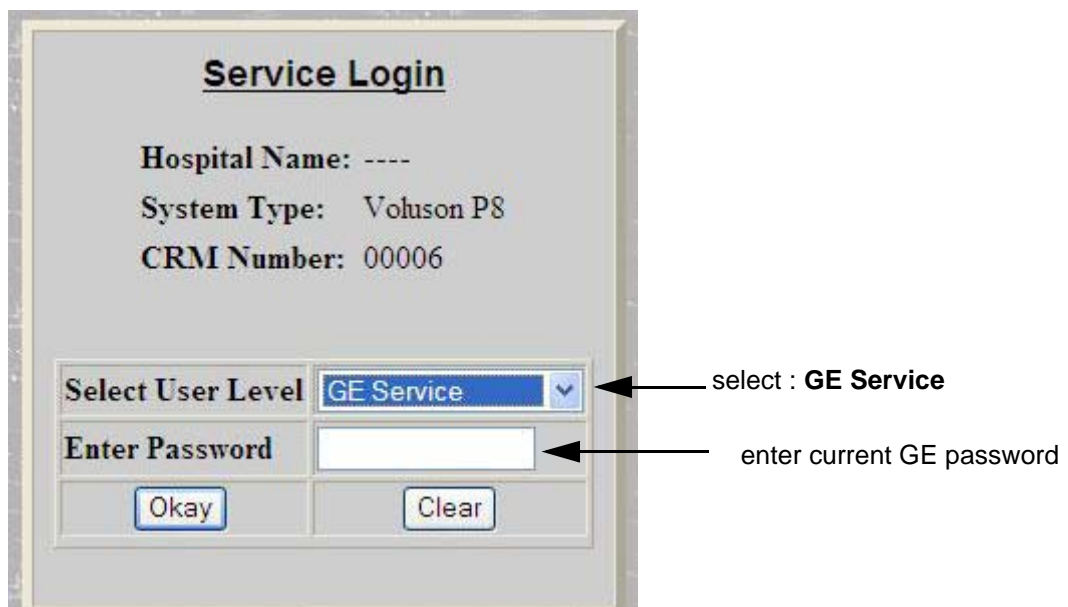 Service Login
Hospital Name: ----
System Type: Voluson P8
CRM Number: 00006
Select User Level GE Service select : GE Service
Enter Password enter current GE password
Okay Clear